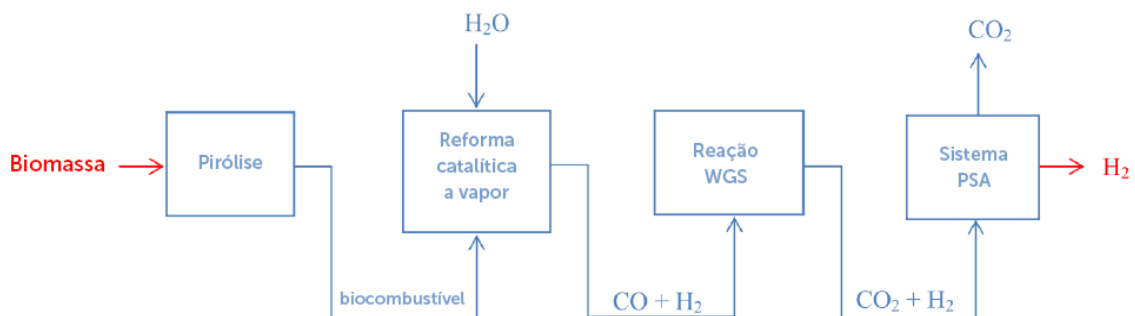 Biomassa
Pirólise
biocombustível
H₂O
Reforma
catalítica
a vapor
CO + H₂
Reação
WGS
CO₂ + H₂
CO₂
Sistema
PSA
H₂